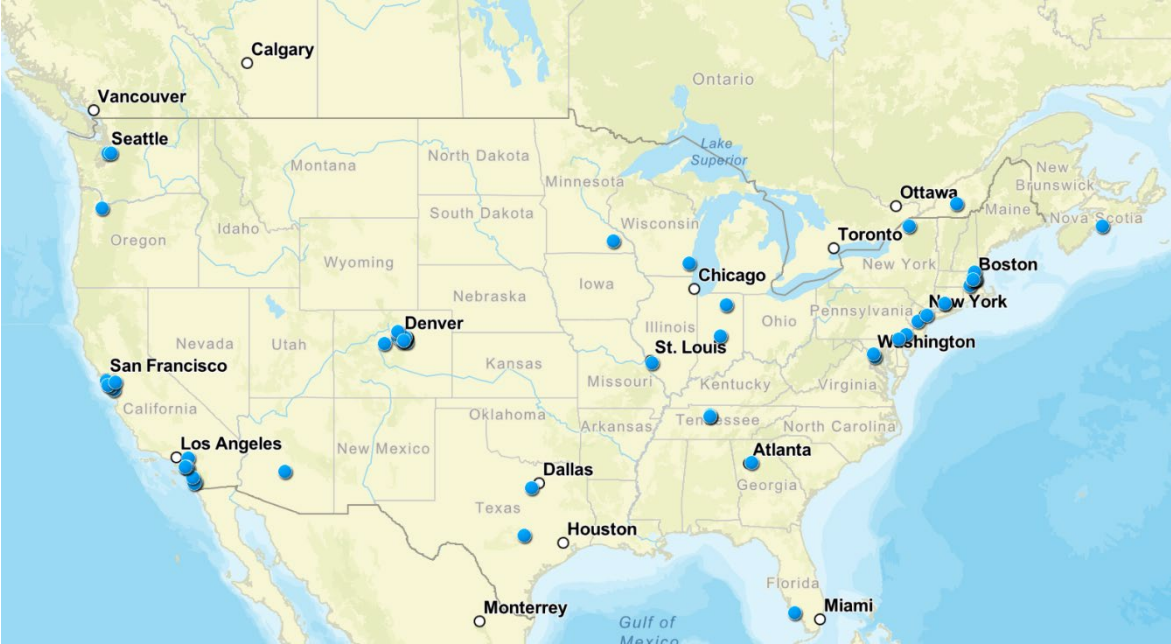 Calgary
Vancouver
Seattle
Ontario
Lake
Superior
Montana
North Dakota
Minnesota
Ottawa
New
Brunswick
Maine
Nova Scotia
Oregon
Idaho
South Dakota
Wisconsin
Toronto
New York
Boston
Wyoming
Chicago
Iowa
Nebraska
New York
Pennsylvania
Denver
Illinois
Ohio
Nevada
Utah
St. Louis
Washington
San Francisco
Kansas
Missouri
Kentucky
Virginia
California
Oklahoma
Arkansas
Tennessee
North Carolina
Los Angeles
New Mexico
Atlanta
Dallas
Georgia
Texas
Houston
Florida
Monterrey
Miami
Gulf of
Mexico